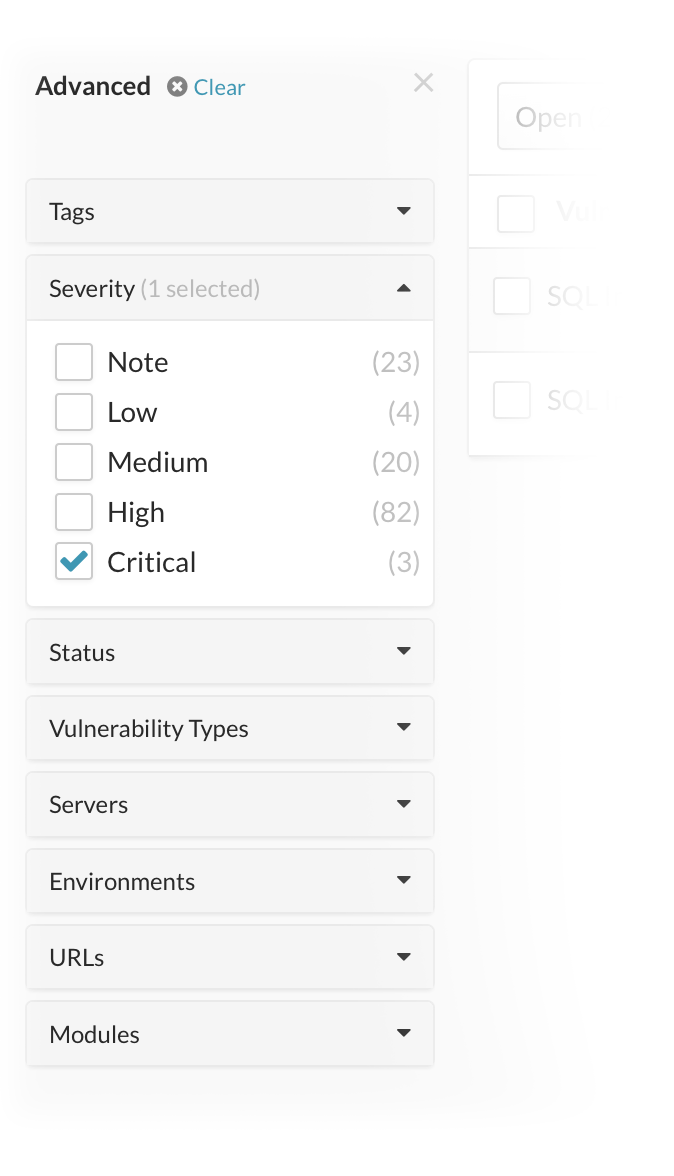 Advanced Clear
Tags
Severity (1 selected)
Note (23)
Low (4)
Medium (20)
High (82)
Critical (3)
Status
Vulnerability Types
Servers
Environments
URLs
Modules
Open
SQL
SQL